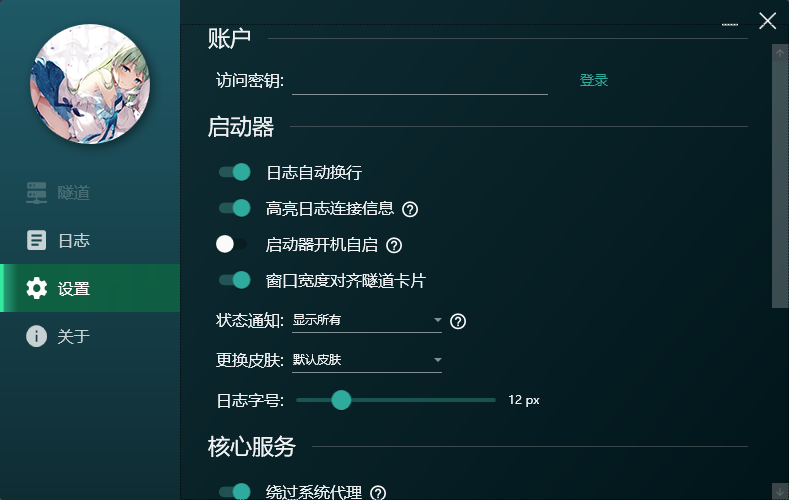 隧道
日志
设置
关于
账户
访问密钥:
登录
启动器
日志自动换行
高亮日志连接信息
启动器开机自启
窗口宽度对齐隧道卡片
状态通知: 显示所有
更换皮肤: 默认皮肤
日志字号: 12 px
核心服务
绕过系统代理